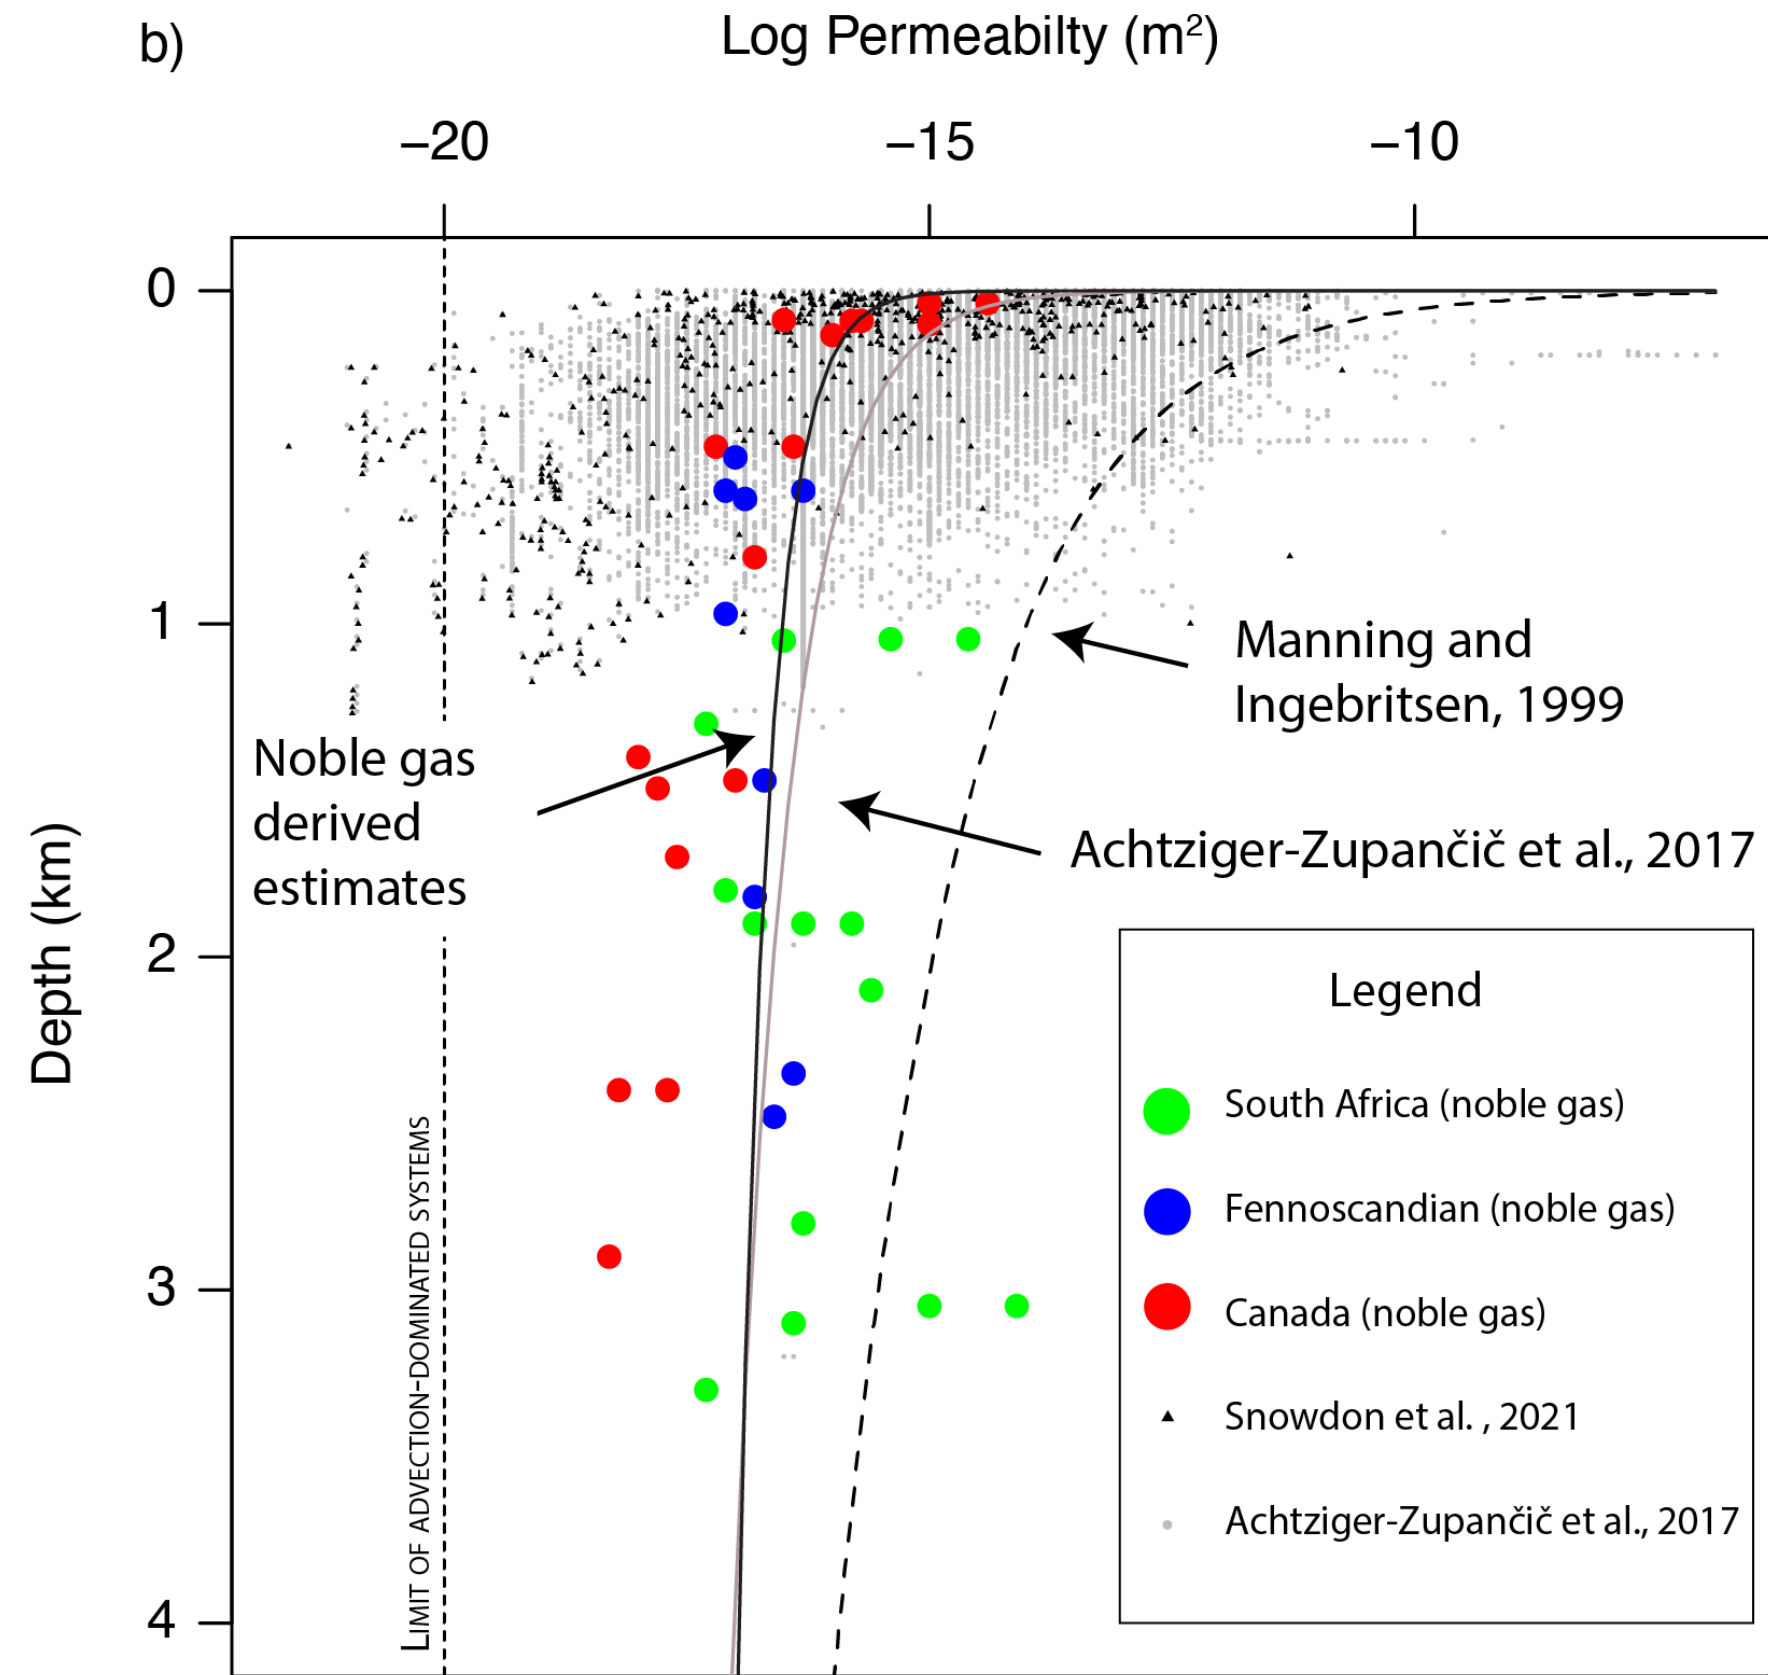 b)
Log Permeabilty (m²)
−20
−15
−10
0
1
2
3
4
Depth (km)
Manning and
Ingebritsen, 1999
Noble gas
derived
estimates
Achtziger-Zupančič et al., 2017
LIMIT OF ADVECTION-DOMINATED SYSTEMS
Legend
South Africa (noble gas)
Fennoscandian (noble gas)
Canada (noble gas)
Snowdon et al. , 2021
Achtziger-Zupančič et al., 2017